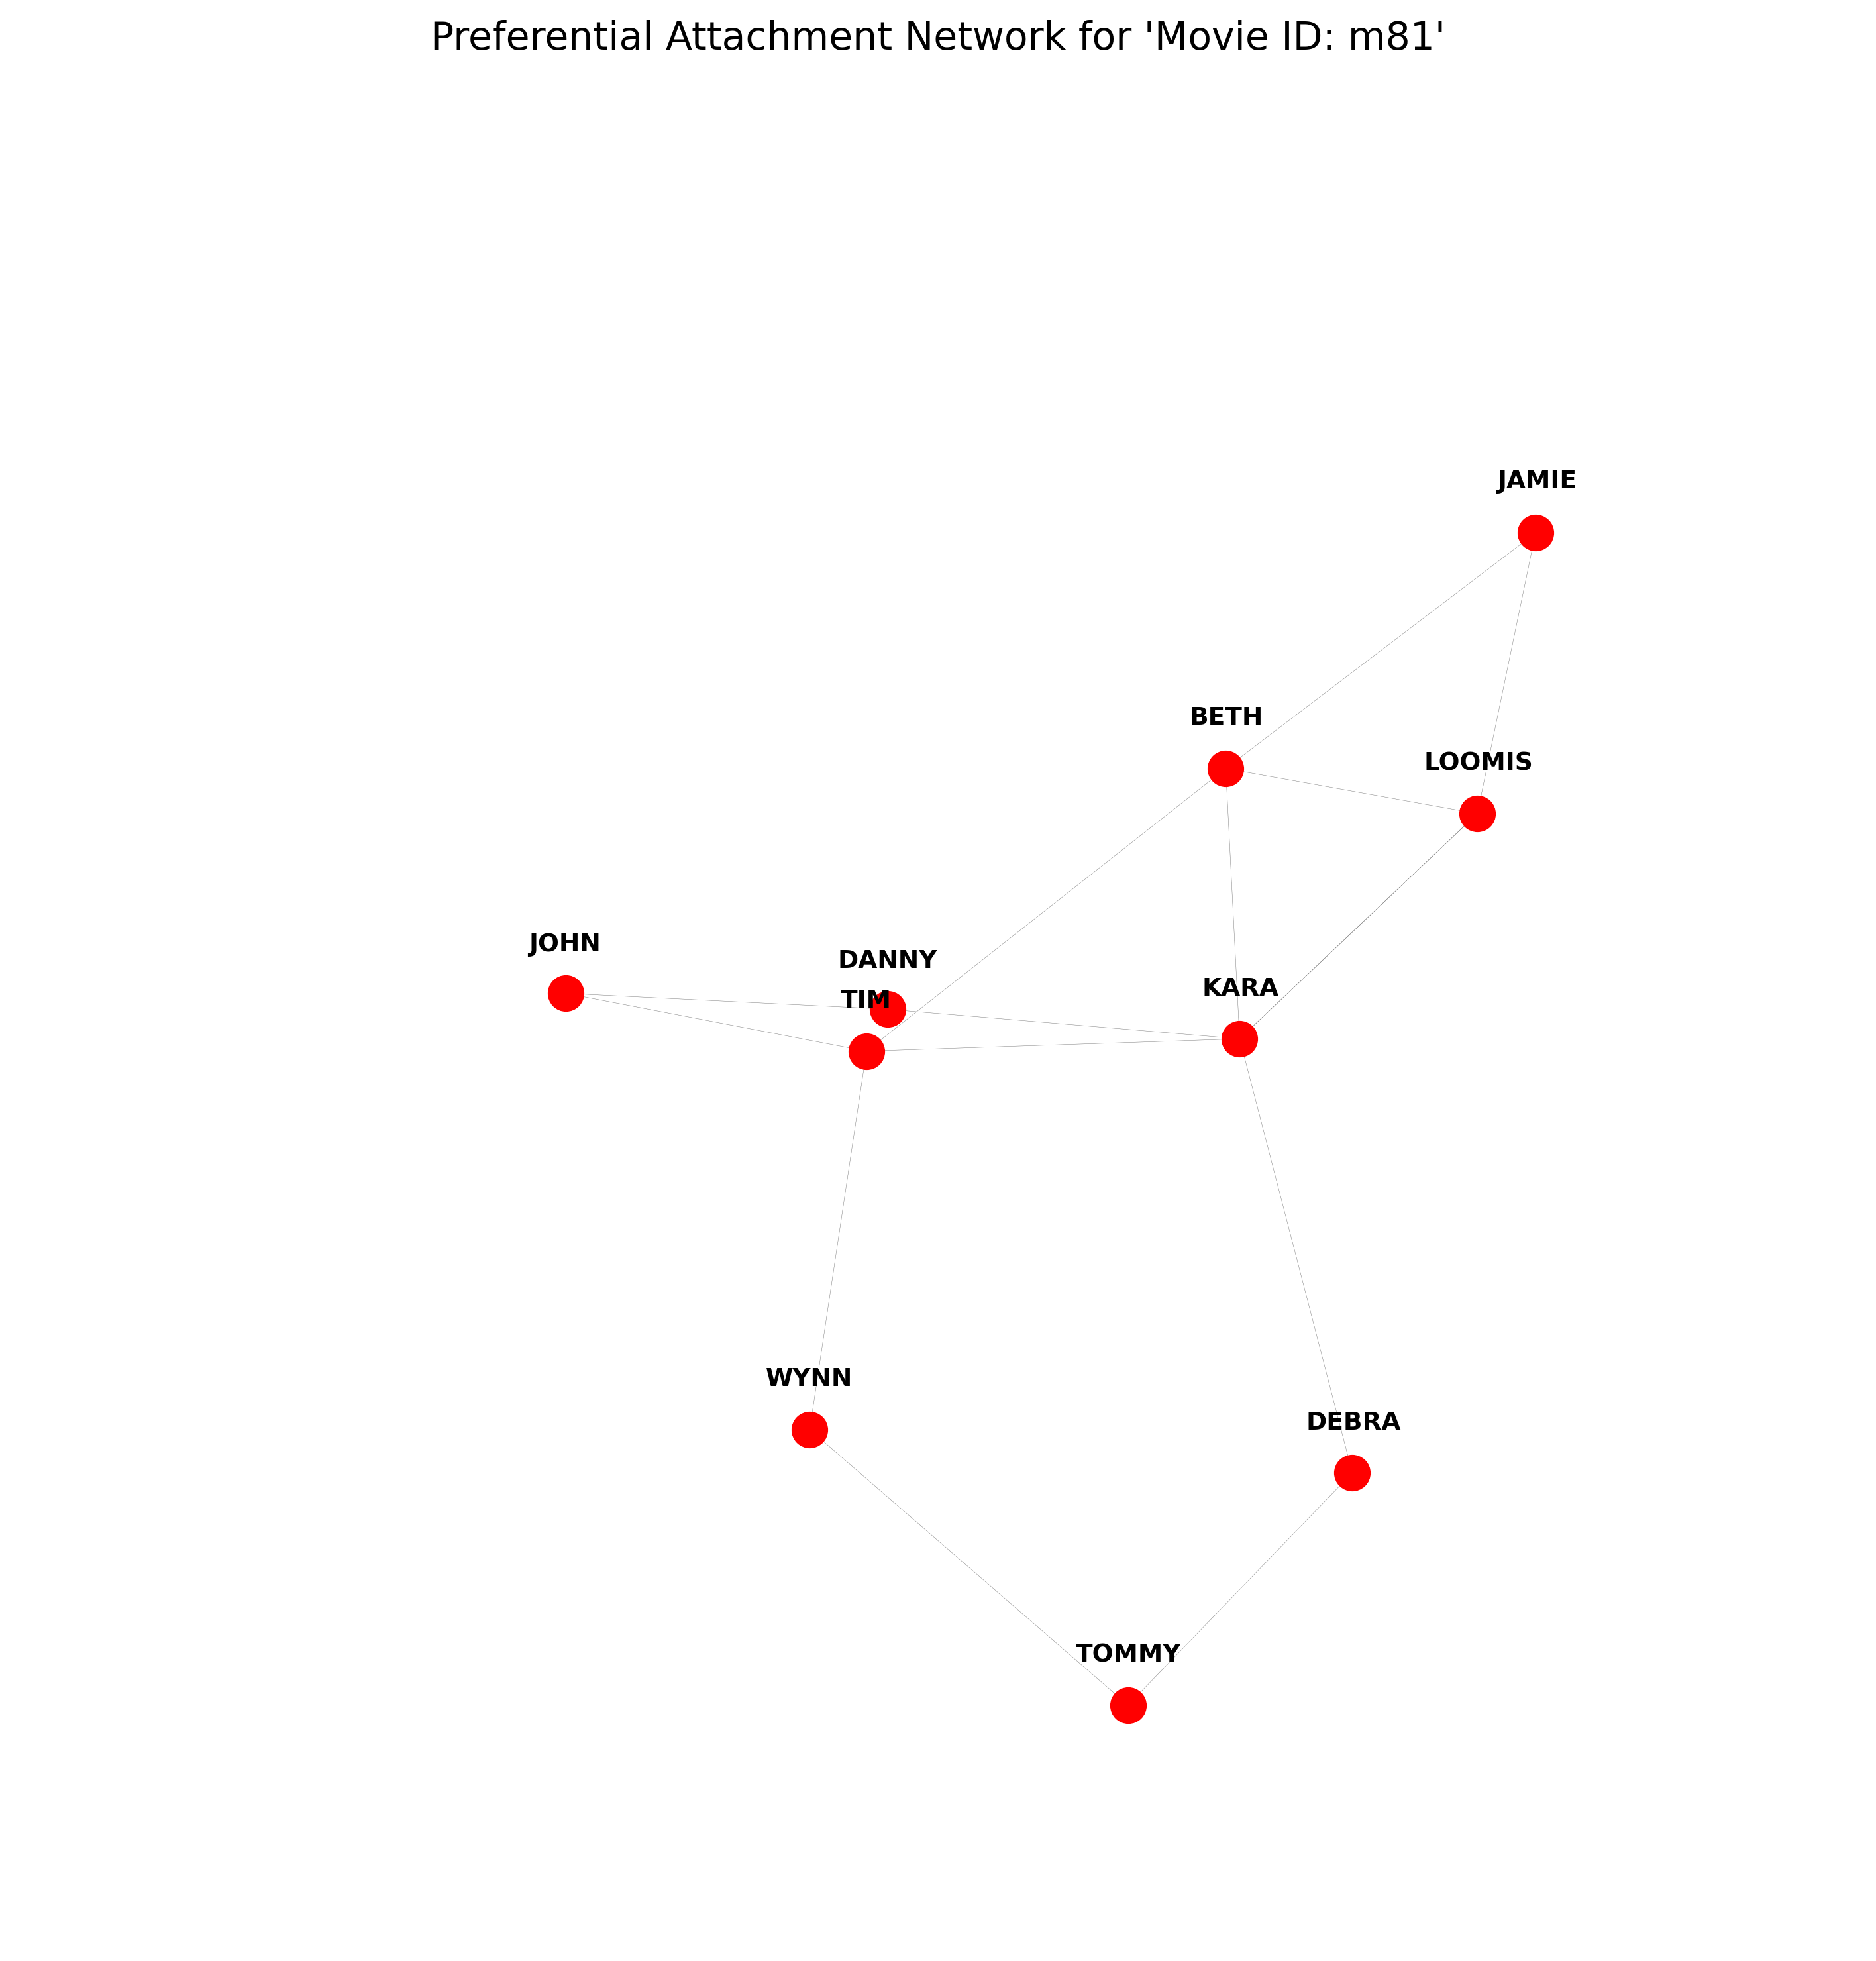 Preferential Attachment Network for 'Movie ID: m81'
JAMIE
BETH
LOOMIS
JOHN
DANNY
TIM
KARA
WYNN
DEBRA
TOMMY